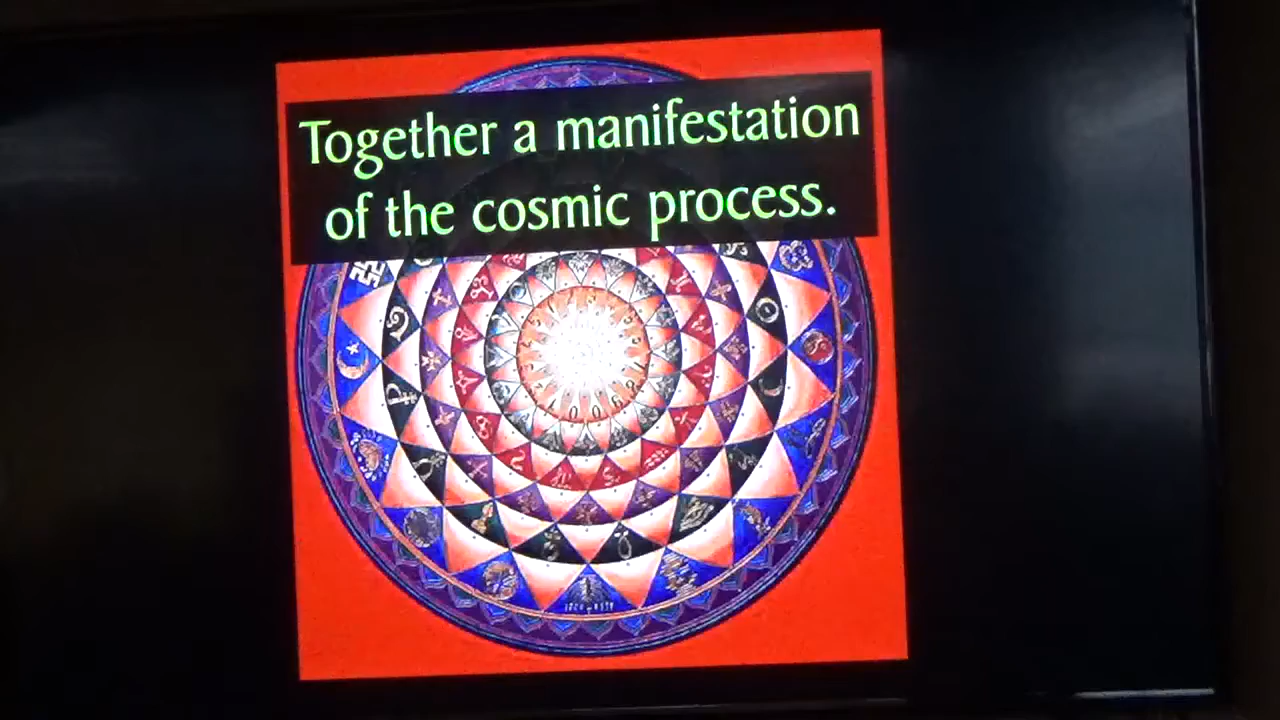 Together a manifestation
of the cosmic process.